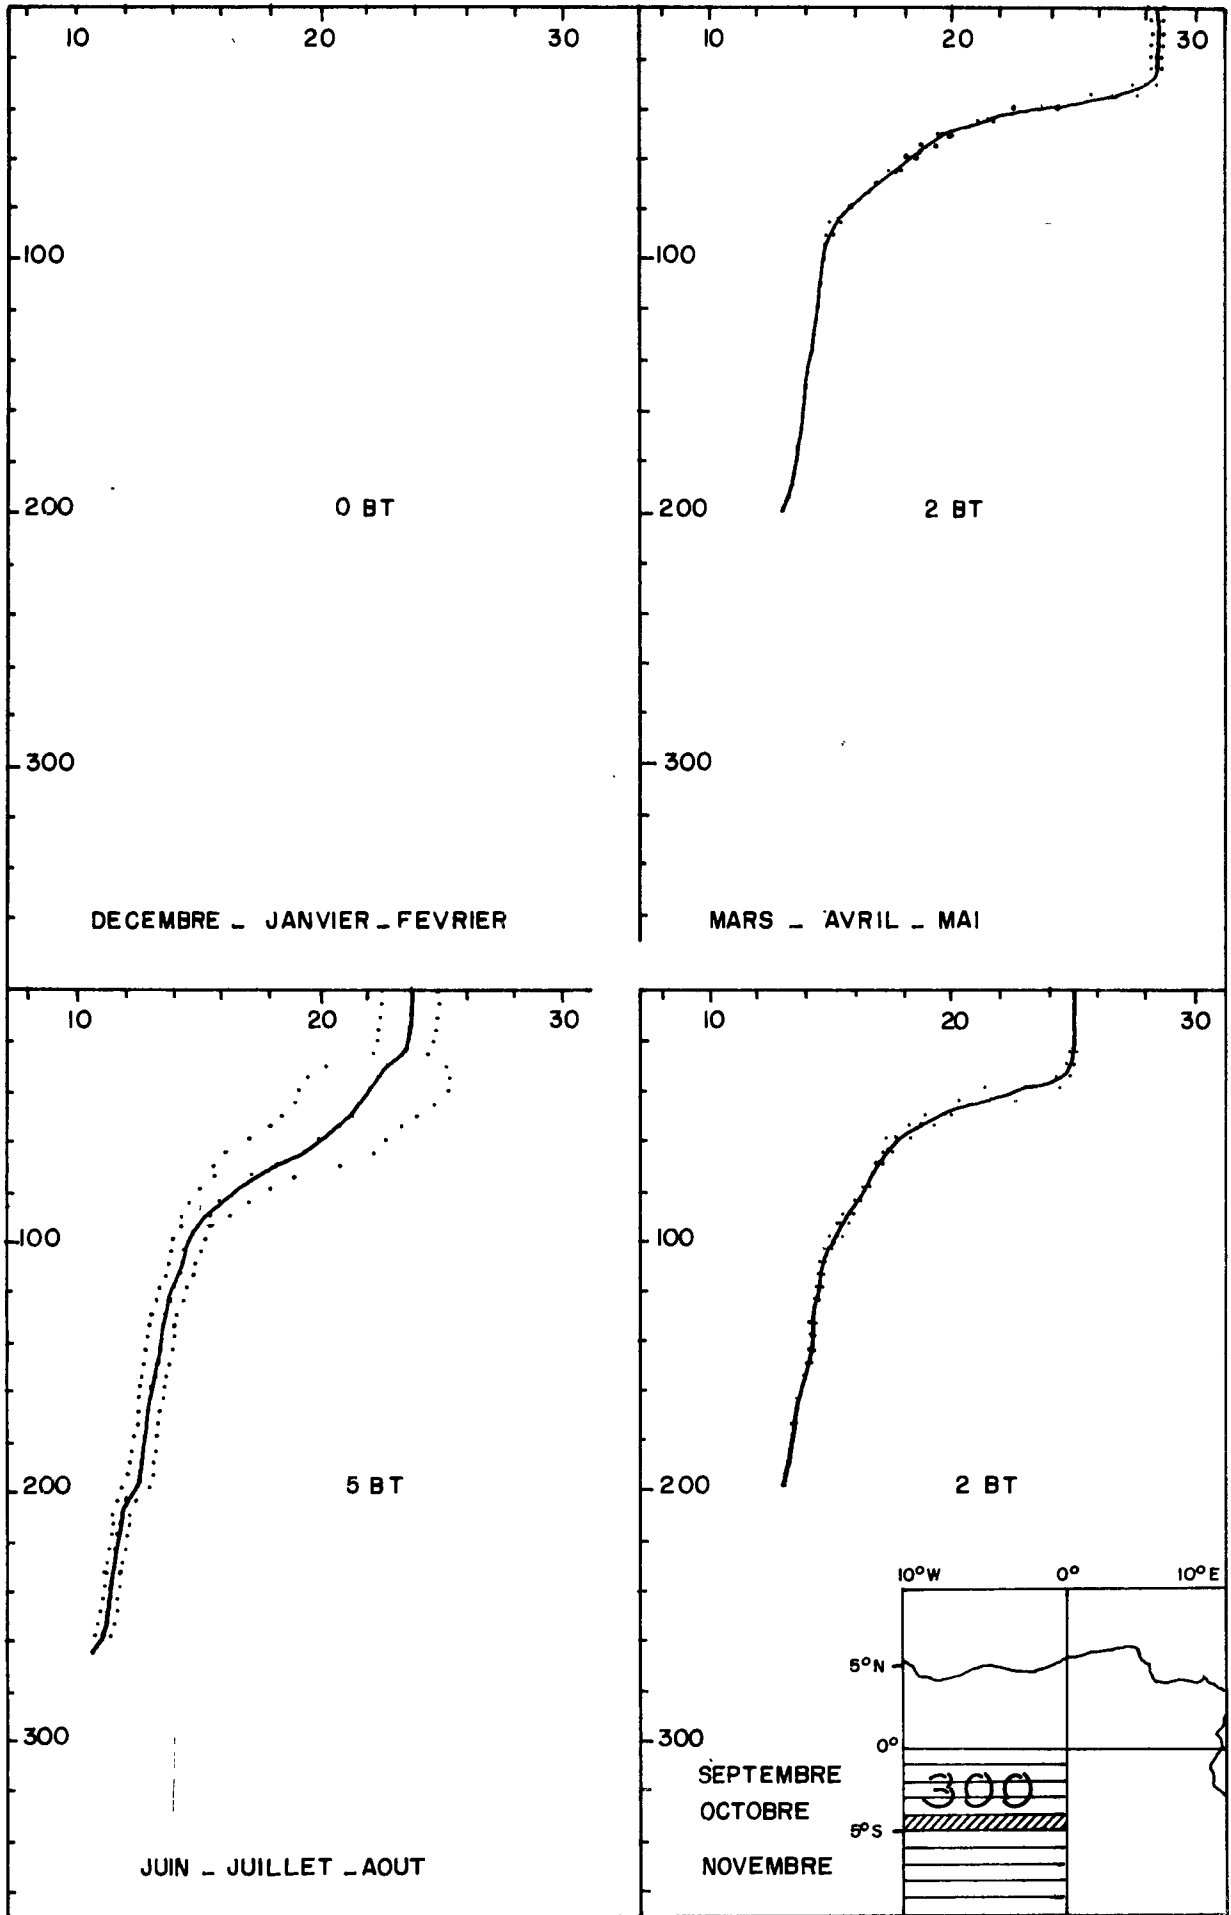 10 20 30
100
200 0 BT
300
DECEMBRE _ JANVIER _ FEVRIER
10 20 30
100
200 2 BT
300
MARS _ AVRIL _ MAI
10 20 30
100
200 5 BT
300
JUIN _ JUILLET _ AOUT
10 20 30
100
200 2 BT
300
SEPTEMBRE
OCTOBRE
NOVEMBRE
10°W 0° 10°E
5°N
0°
300
5°S